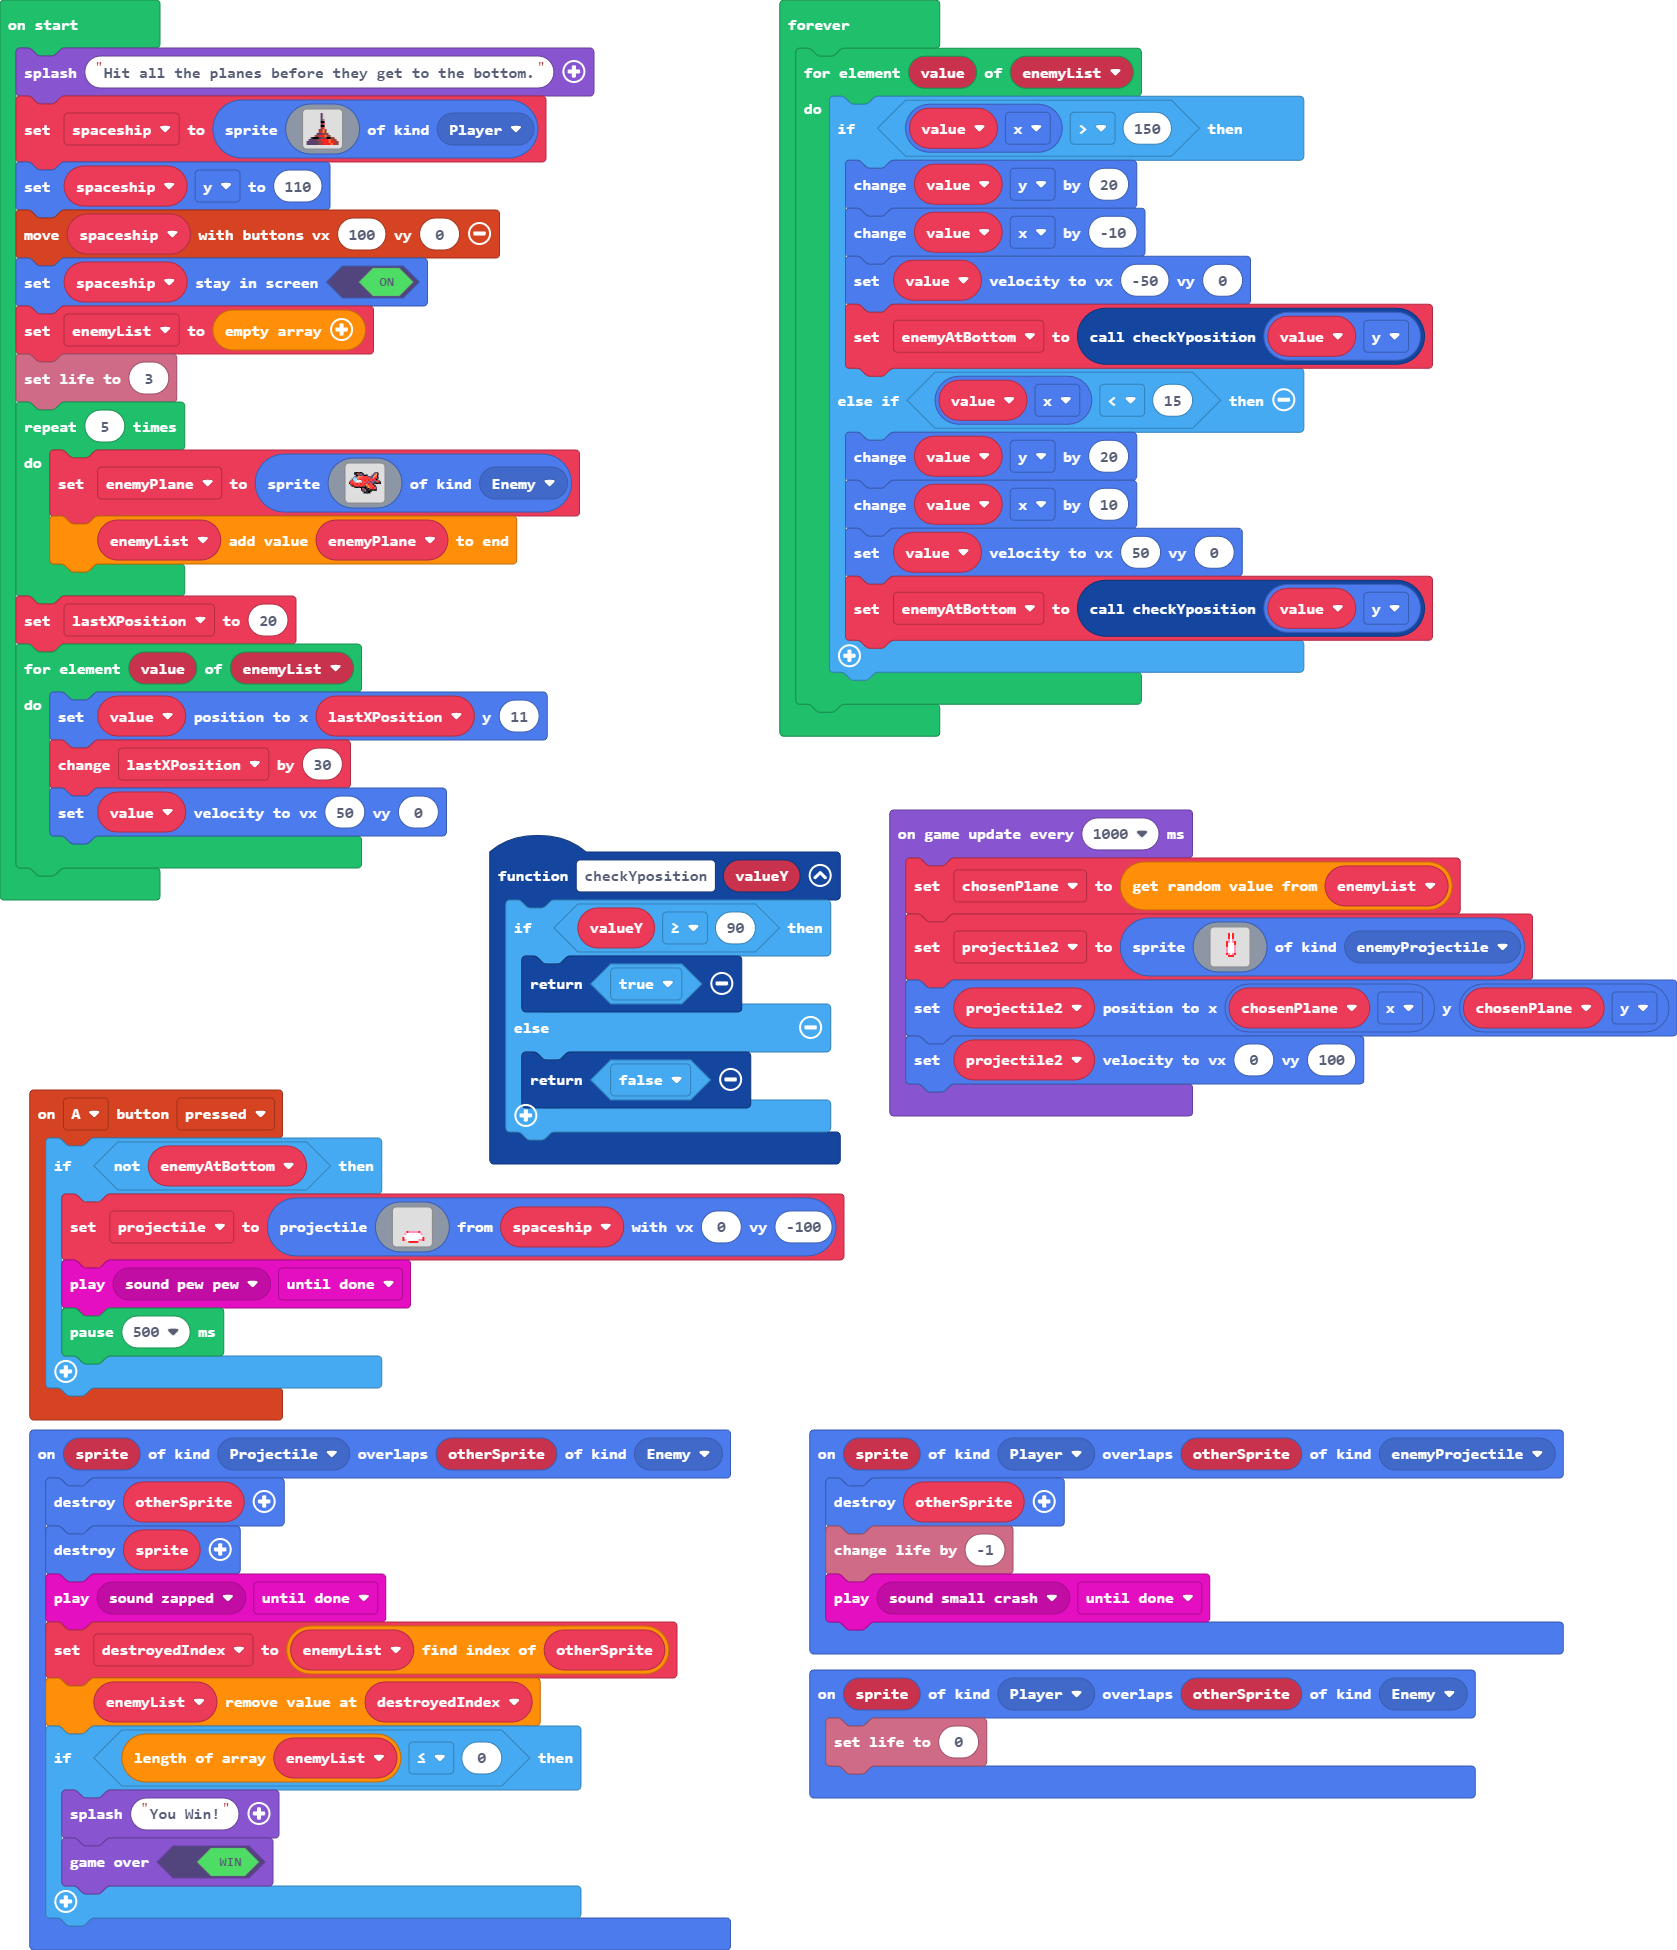 on start
splash "Hit all the planes before they get to the bottom."
set spaceship to sprite of kind Player
set spaceship y to 110
move spaceship with buttons vx 100 vy 0
set spaceship stay in screen ON
set enemyList to empty array
set life to 3
repeat 5 times
do
set enemyPlane to sprite of kind Enemy
enemyList add value enemyPlane to end
set lastXPosition to 20
for element value of enemyList
do
set value position to x lastXPosition y 11
change lastXPosition by 30
set value velocity to vx 50 vy 0
forever
for element value of enemyList
do
if value x > 150 then
change value y by 20
change value x by -10
set value velocity to vx -50 vy 0
set enemyAtBottom to call checkYposition value y
else if value x < 15 then
change value y by 20
change value x by 10
set value velocity to vx 50 vy 0
set enemyAtBottom to call checkYposition value y
function checkYposition valueY
if valueY ≥ 90 then
return true
else
return false
on game update every 1000 ms
set chosenPlane to get random value from enemyList
set projectile2 to sprite of kind enemyProjectile
set projectile2 position to x chosenPlane x y chosenPlane y
set projectile2 velocity to vx 0 vy 100
on A button pressed
if not enemyAtBottom then
set projectile to projectile from spaceship with vx 0 vy -100
play sound pew pew until done
pause 500 ms
on sprite of kind Projectile overlaps otherSprite of kind Enemy
destroy otherSprite
destroy sprite
play sound zapped until done
set destroyedIndex to enemyList find index of otherSprite
enemyList remove value at destroyedIndex
if length of array enemyList ≤ 0 then
splash "You Win!"
game over WIN
on sprite of kind Player overlaps otherSprite of kind enemyProjectile
destroy otherSprite
change life by -1
play sound small crash until done
on sprite of kind Player overlaps otherSprite of kind Enemy
set life to 0